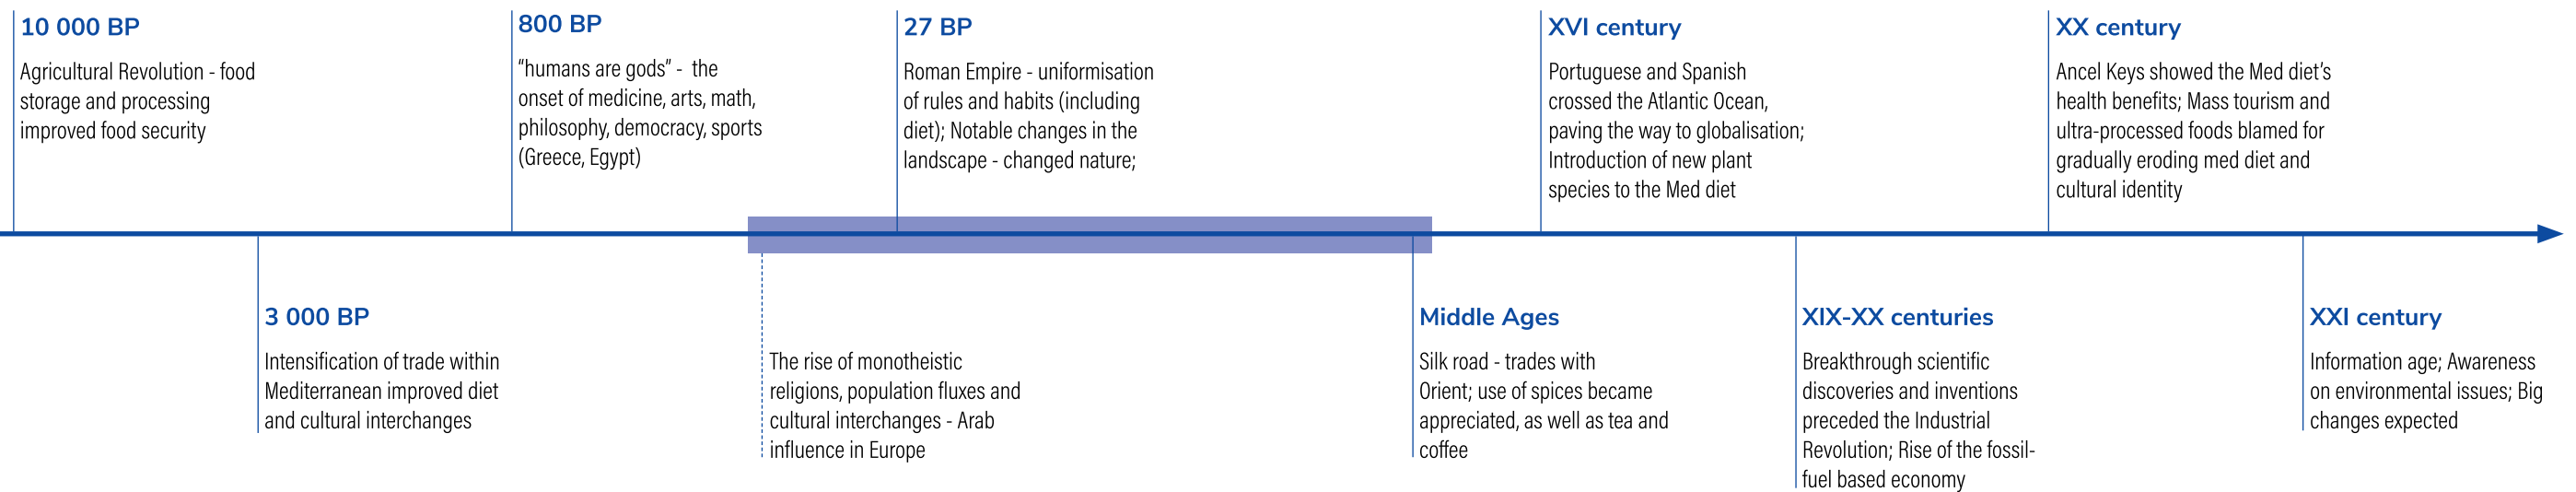 10 000 BP
Agricultural Revolution - food
storage and processing
improved food security
3 000 BP
Intensification of trade within
Mediterranean improved diet
and cultural interchanges
800 BP
“humans are gods” - the
onset of medicine, arts, math,
philosophy, democracy, sports
(Greece, Egypt)
The rise of monotheistic
religions, population fluxes and
cultural interchanges - Arab
influence in Europe
27 BP
Roman Empire - uniformisation
of rules and habits (including
diet); Notable changes in the
landscape - changed nature;
Middle Ages
Silk road - trades with
Orient; use of spices became
appreciated, as well as tea and
coffee
XVI century
Portuguese and Spanish
crossed the Atlantic Ocean,
paving the way to globalisation;
Introduction of new plant
species to the Med diet
XIX-XX centuries
Breakthrough scientific
discoveries and inventions
preceded the Industrial
Revolution; Rise of the fossil-
fuel based economy
XX century
Ancel Keys showed the Med diet’s
health benefits; Mass tourism and
ultra-processed foods blamed for
gradually eroding med diet and
cultural identity
XXI century
Information age; Awareness
on environmental issues; Big
changes expected